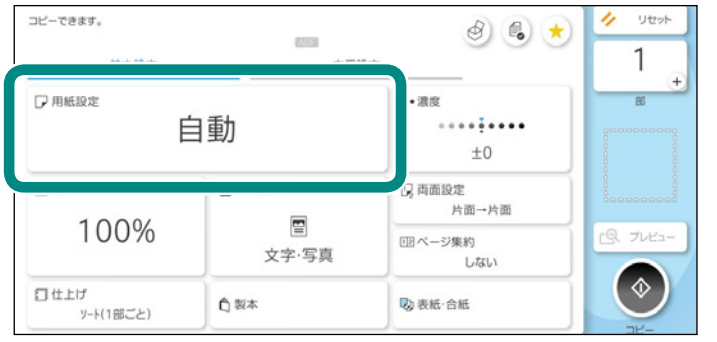 コピーできます。
リセット
ADF
1
+
部
用紙設定
自動
濃度
±0
100%
文字・写真
両面設定
片面→片面
ページ集約
しない
プレビュー
仕上げ
ソート(1部ごと)
製本
表紙・合紙
コピー